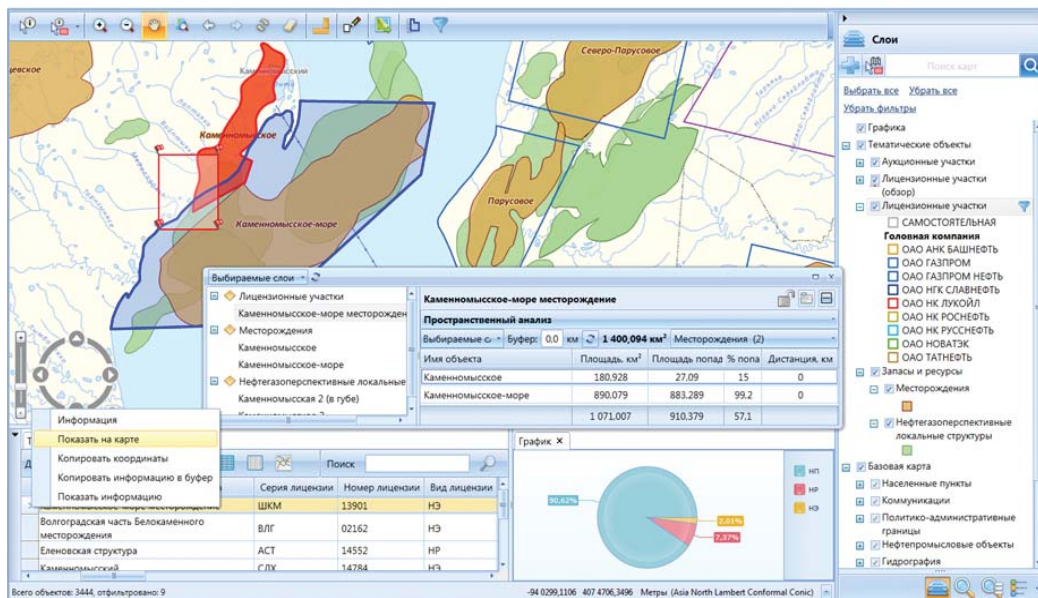 Слои
Поиск карт
Выбрать все Убрать все
Убрать фильтры
Графика
Тематические объекты
Аукционные участки
Лицензионные участки
(обзор)
Лицензионные участки
САМОСТОЯТЕЛЬНАЯ
Головная компания
ОАО АНК БАШНЕФТЬ
ОАО ГАЗПРОМ
ОАО ГАЗПРОМ НЕФТЬ
ОАО НГК СЛАВНЕФТЬ
ОАО НК ЛУКОЙЛ
ОАО НК РОСНЕФТЬ
ОАО НК РУССНЕФТЬ
ОАО НОВАТЭК
ОАО ТАТНЕФТЬ
Запасы и ресурсы
Месторождения
Нефтегазоперспективные
локальные структуры
Базовая карта
Населенные пункты
Коммуникации
Политико-административные
границы
Нефтепромысловые объекты
Гидрография
Северо-Парусовое
Каменномысский
Каменномысское
Парусовое
Каменномысское-море
Выбираемые слои
Лицензионные участки
Каменномысское-море месторожден
Месторождения
Каменномысское
Каменномысское-море
Нефтегазоперспективные локальные
Каменномысская 2 (в губе)
Каменномысское-море месторождение
Пространственный анализ
Выбираемые с Буфер: 0,0 км 1 400,094 км² Месторождения (2)
Имя объекта Площадь, км² Площадь попад % попа Дистанция, км
Каменномысское 180,928 27,09 15 0
Каменномысское-море 890,079 883,289 99,2 0
1 071,007 910,379 57,1
Информация
Показать на карте
Копировать координаты
Копировать информацию в буфер
Показать информацию
Поиск
Серия лицензии Номер лицензии Вид лицензии
Каменномысское-море месторождение ШКМ 13901 НЭ
Волгоградская часть Белокаменного
месторождения ВЛГ 02162 НЭ
Еленовская структура АСТ 14552 НР
Каменномысский СЛХ 14784 НЭ
График
90,62%
2,01%
7,37%
НП
НР
НЭ
Всего объектов: 3444, отфильтровано: 9
-94 0299,1106 407 4706,3496 Метры (Asia North Lambert Conformal Conic)